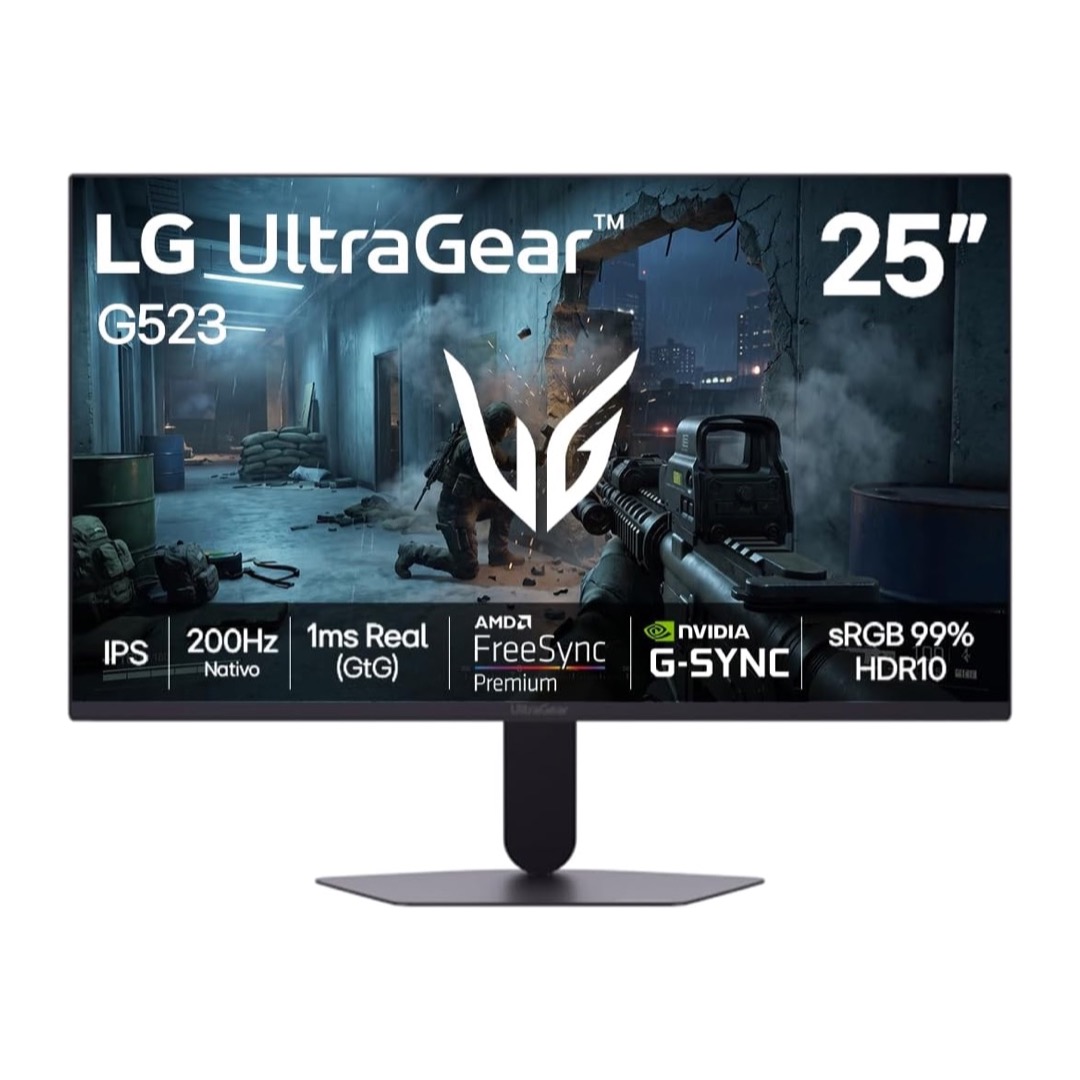 LG UltraGear™
25”
G523
IPS
200Hz
Nativo
1ms Real
(GtG)
AMD
FreeSync
Premium
NVIDIA
G-SYNC
sRGB 99%
HDR10
UltraGear